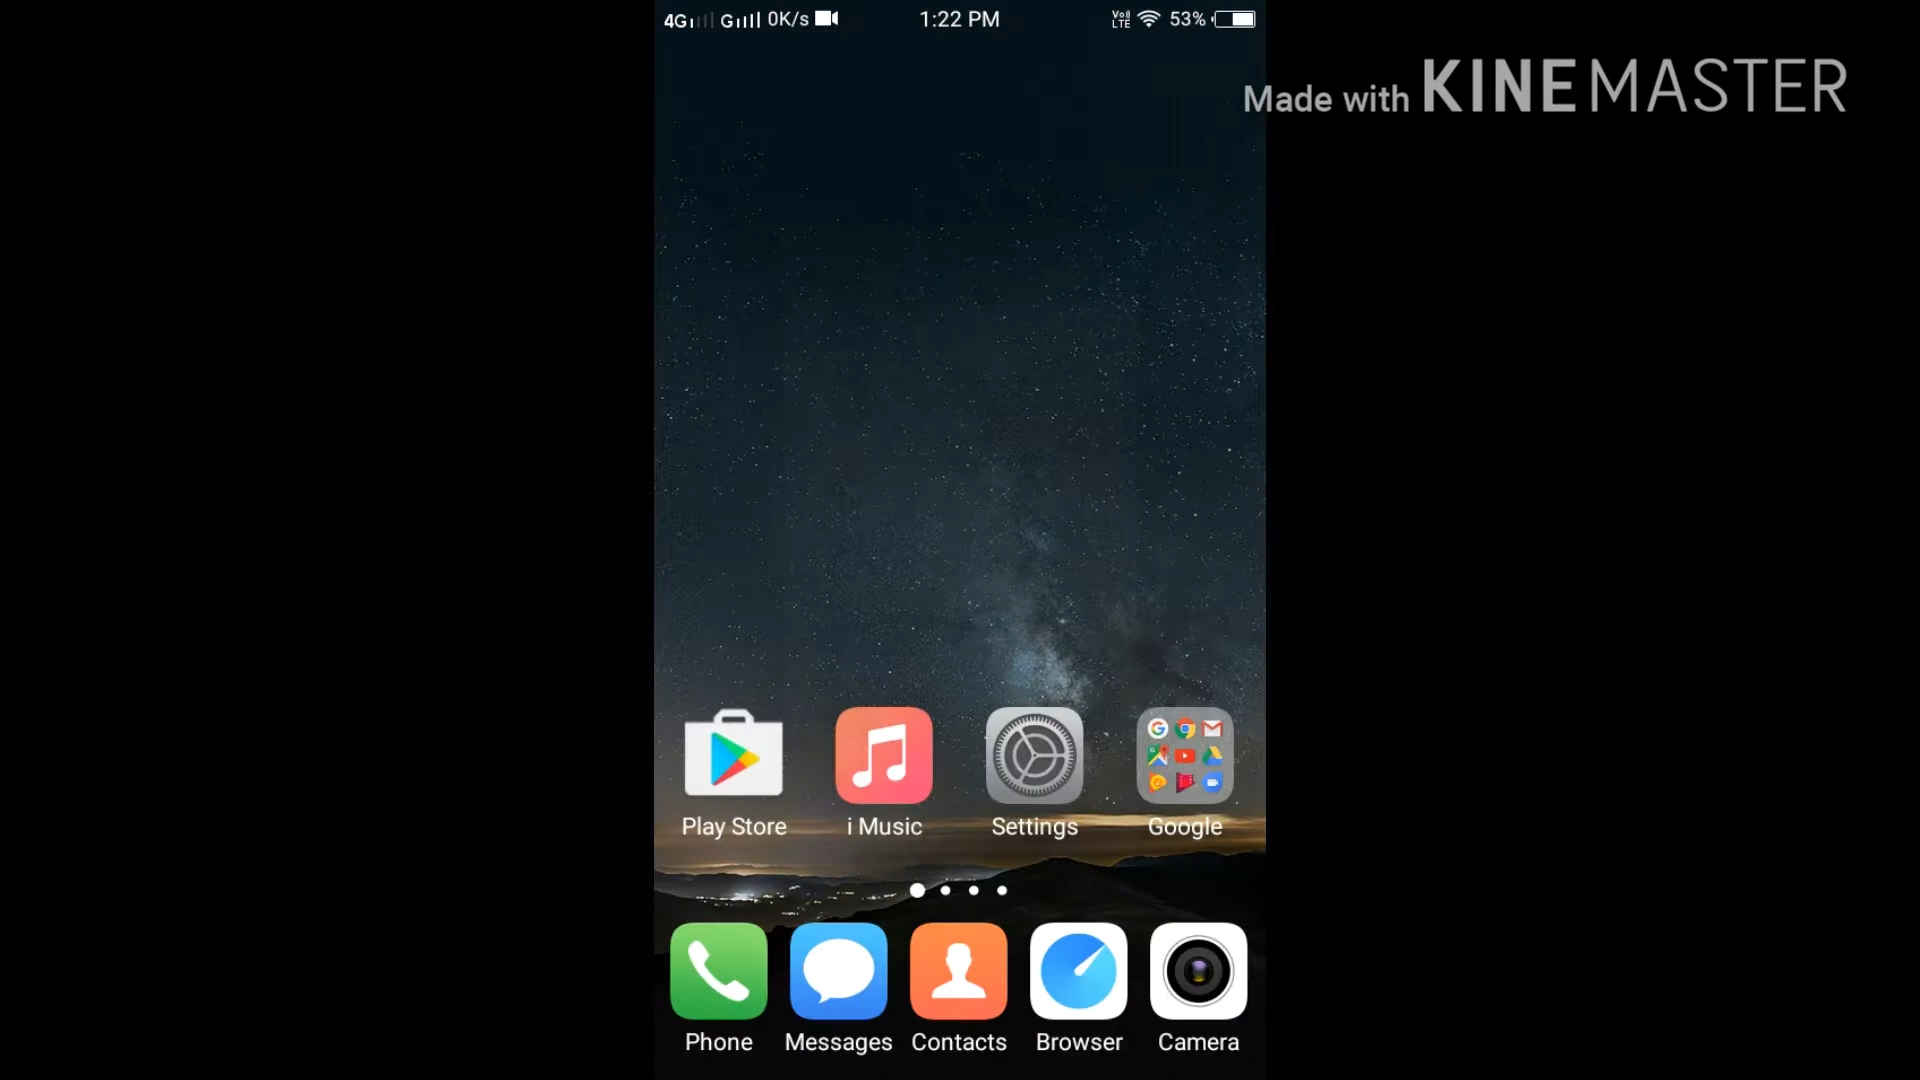 4G G 0K/s 1:22 PM Vo) LTE 53%
Made with KINEMASTER
Play Store i Music Settings Google
Phone Messages Contacts Browser Camera